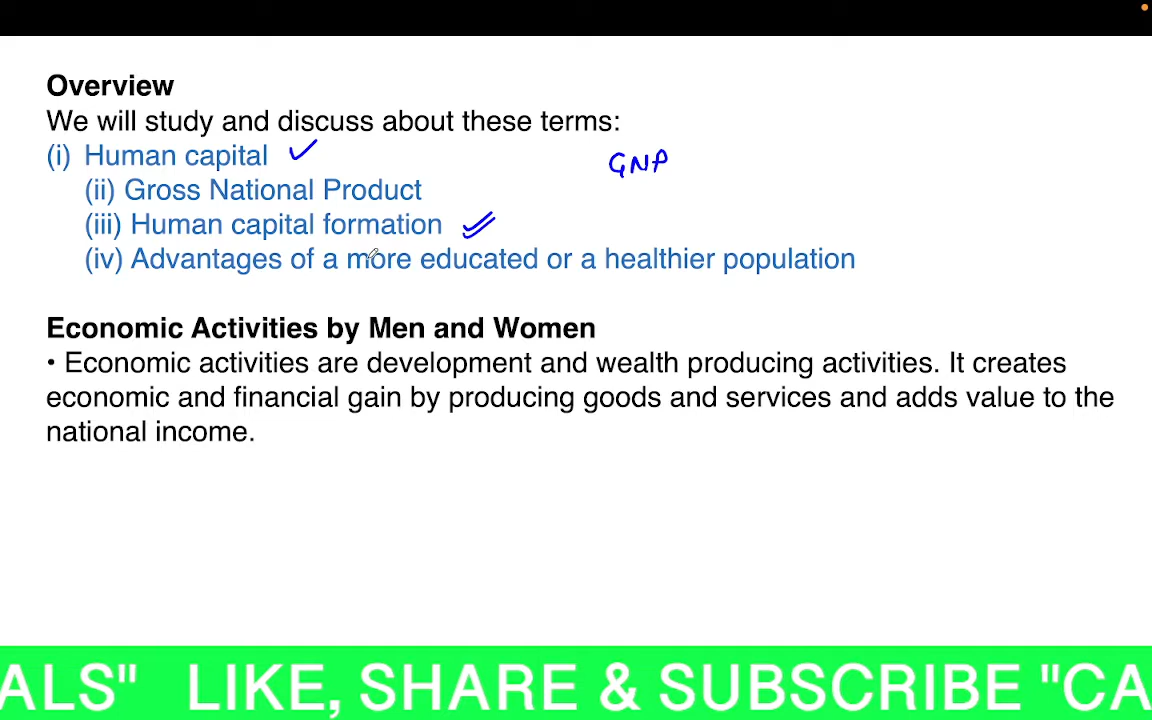 Overview
We will study and discuss about these terms:
(i) Human capital
GNP
(ii) Gross National Product
(iii) Human capital formation
(iv) Advantages of a more educated or a healthier population
Economic Activities by Men and Women
• Economic activities are development and wealth producing activities. It creates
economic and financial gain by producing goods and services and adds value to the
national income.
ALS" LIKE, SHARE & SUBSCRIBE "CA